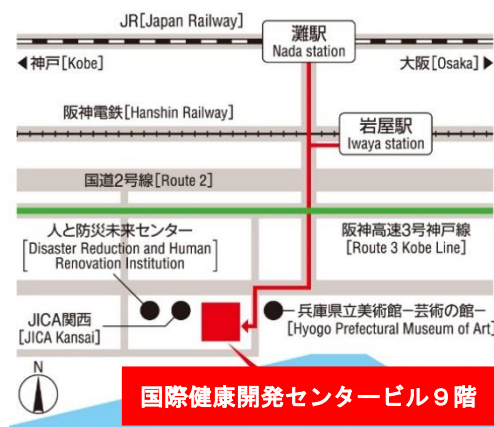 JR[Japan Railway]
灘駅
Nada station
神戸[Kobe]
大阪[Osaka]
阪神電鉄[Hanshin Railway]
岩屋駅
Iwaya station
国道2号線[Route 2]
人と防災未来センター
[Disaster Reduction and Human
Renovation Institution]
阪神高速3号神戸線
[Route 3 Kobe Line]
JICA関西
[JICA Kansai]
兵庫県立美術館−芸術の館−
[Hyogo Prefectural Museum of Art]
N
国際健康開発センタービル９階